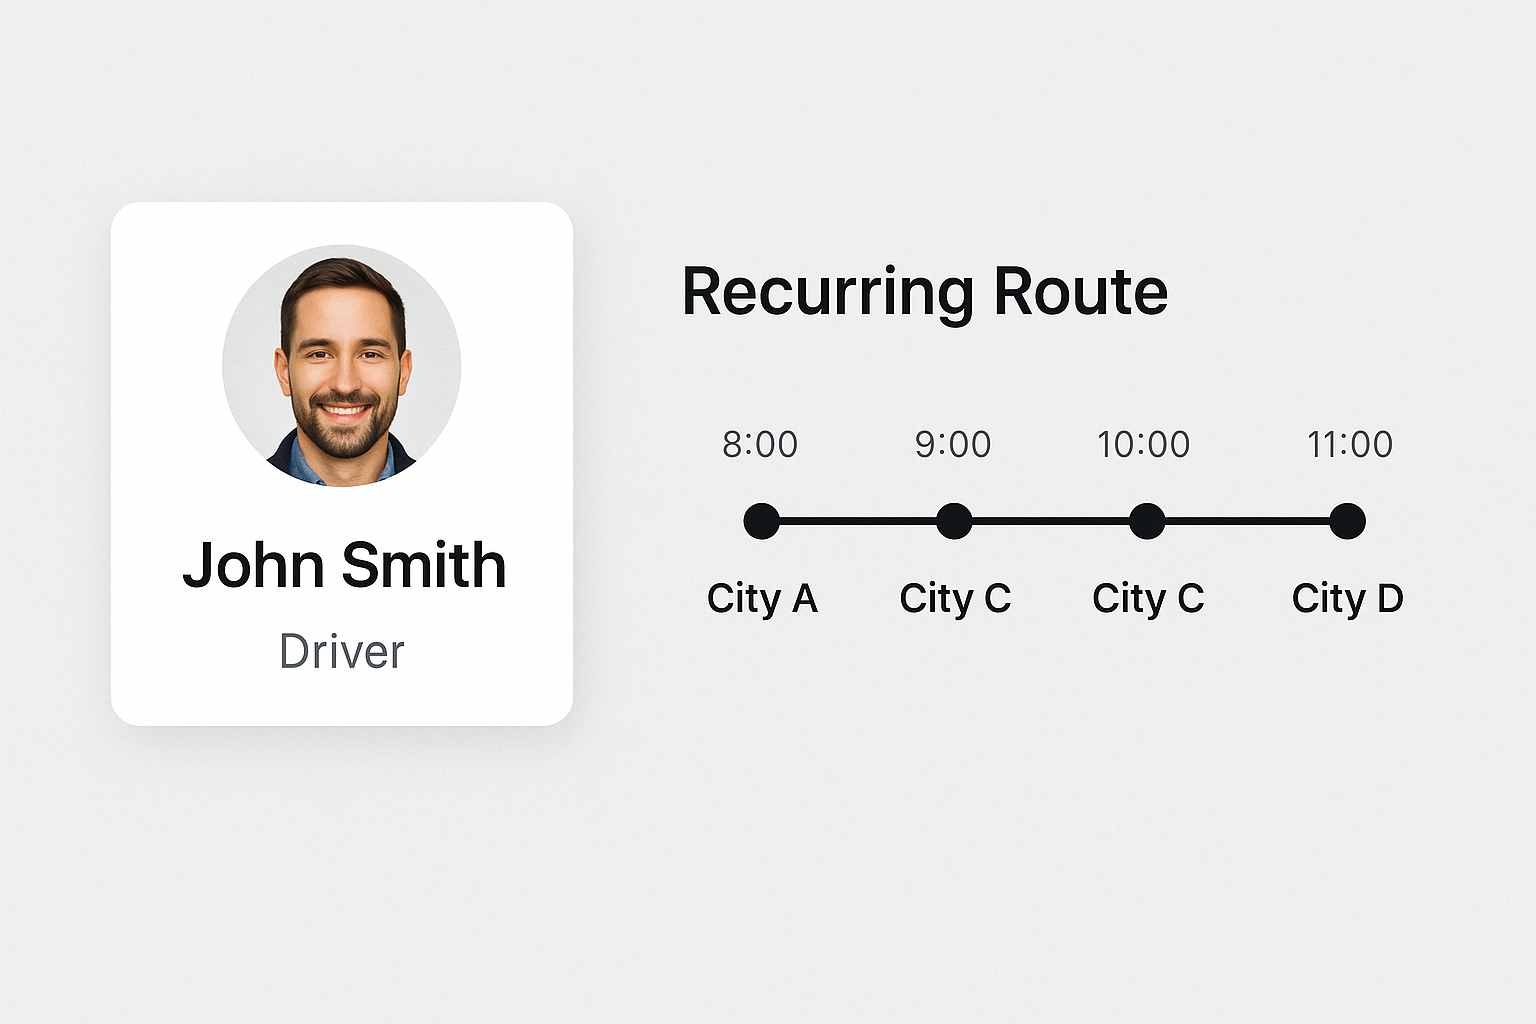 John Smith
Driver
Recurring Route
8:00 9:00 10:00 11:00
City A City C City C City D